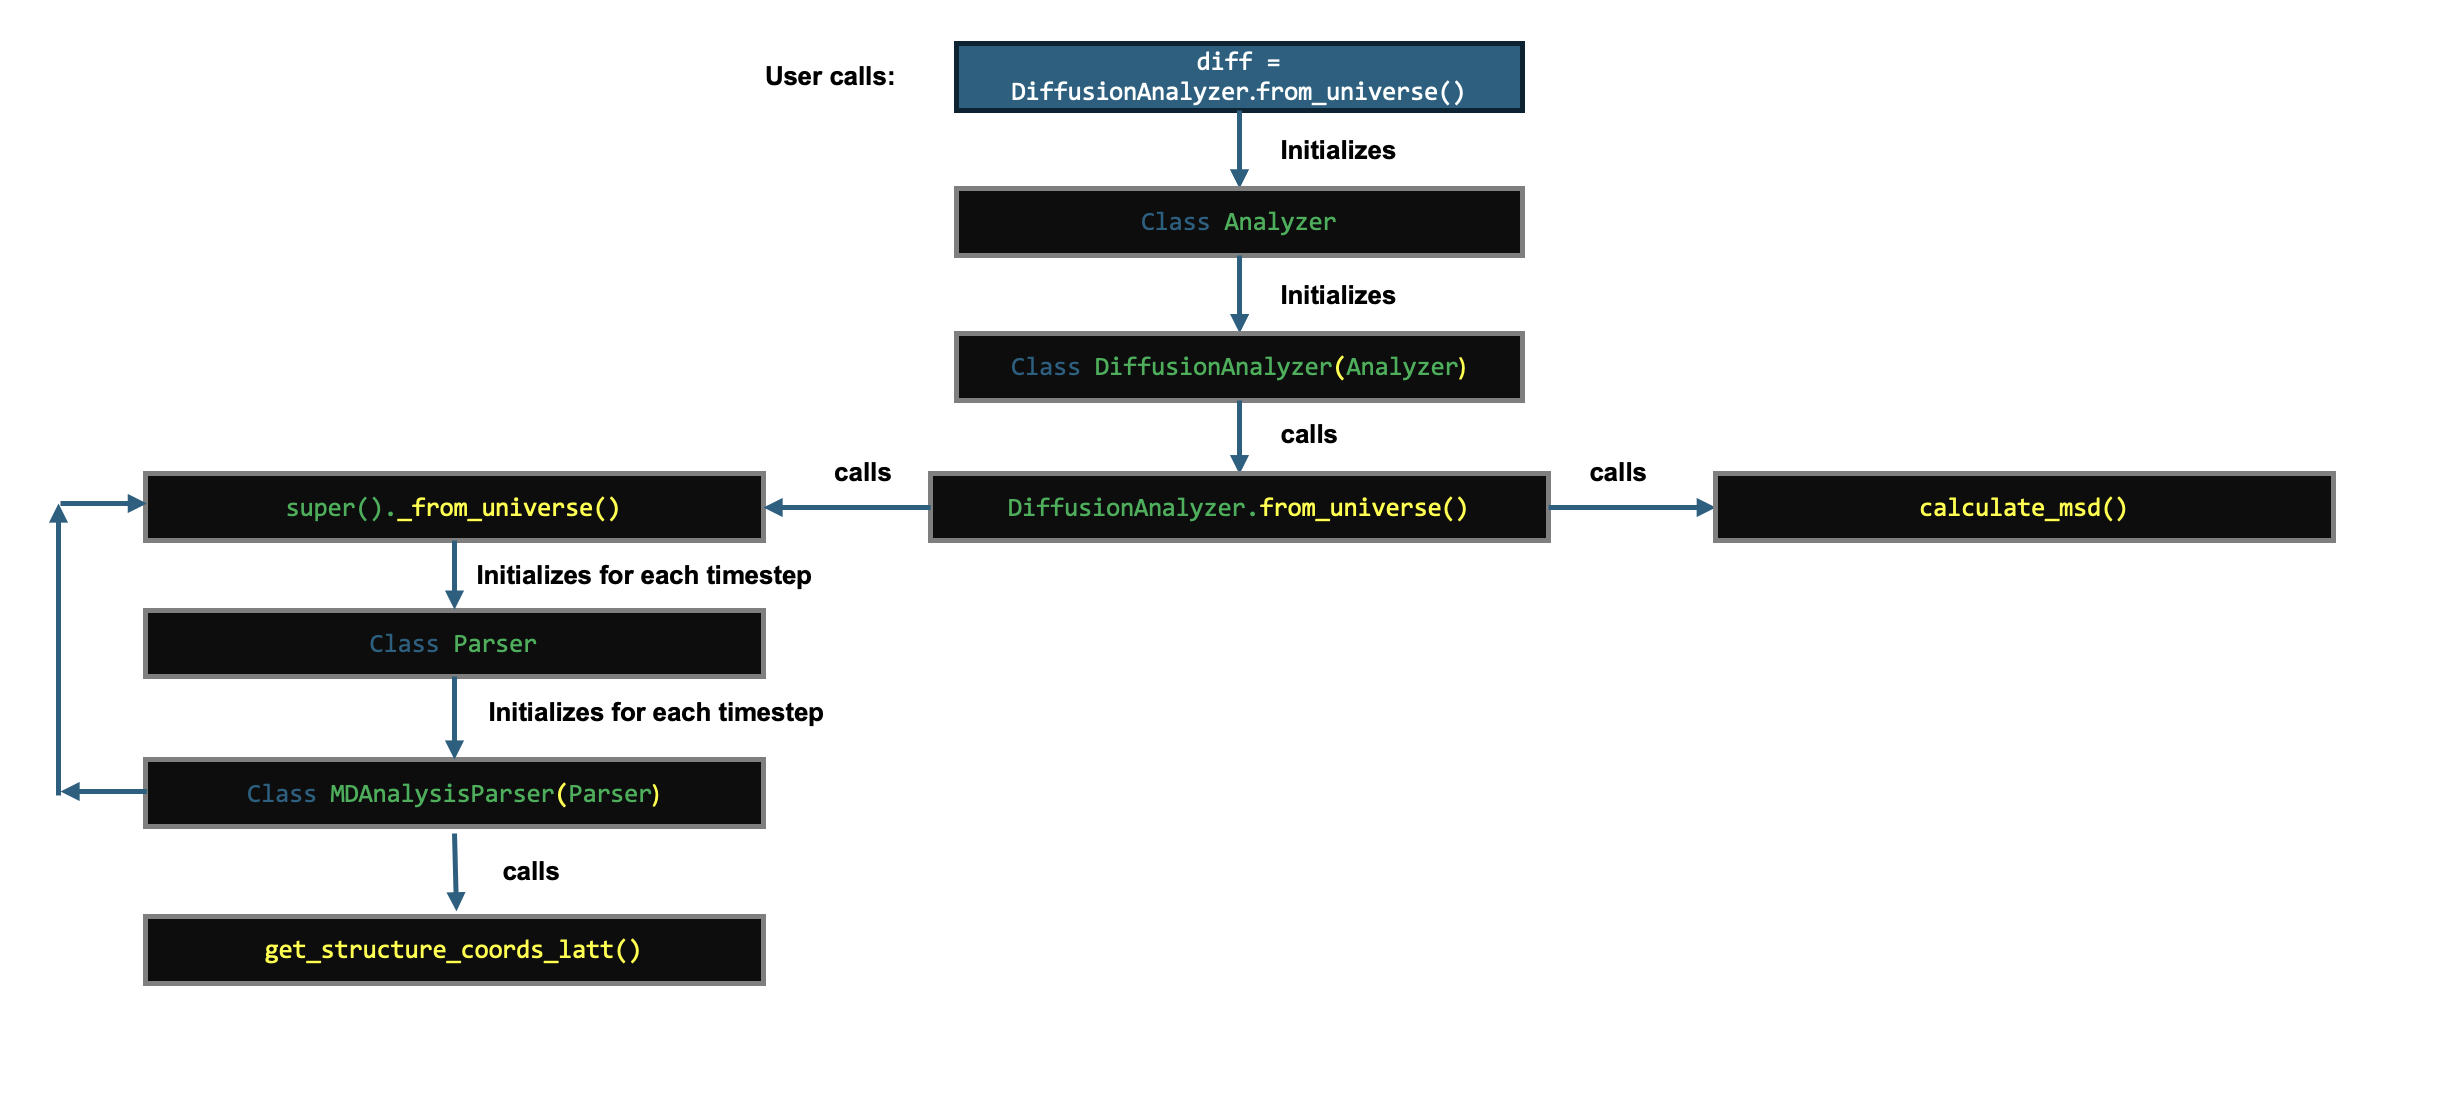 User calls:
diff =
DiffusionAnalyzer.from_universe()
Initializes
Class Analyzer
Initializes
Class DiffusionAnalyzer(Analyzer)
calls
calls
calls
super()._from_universe()
DiffusionAnalyzer.from_universe()
calculate_msd()
Initializes for each timestep
Class Parser
Initializes for each timestep
Class MDAnalysisParser(Parser)
calls
get_structure_coords_latt()